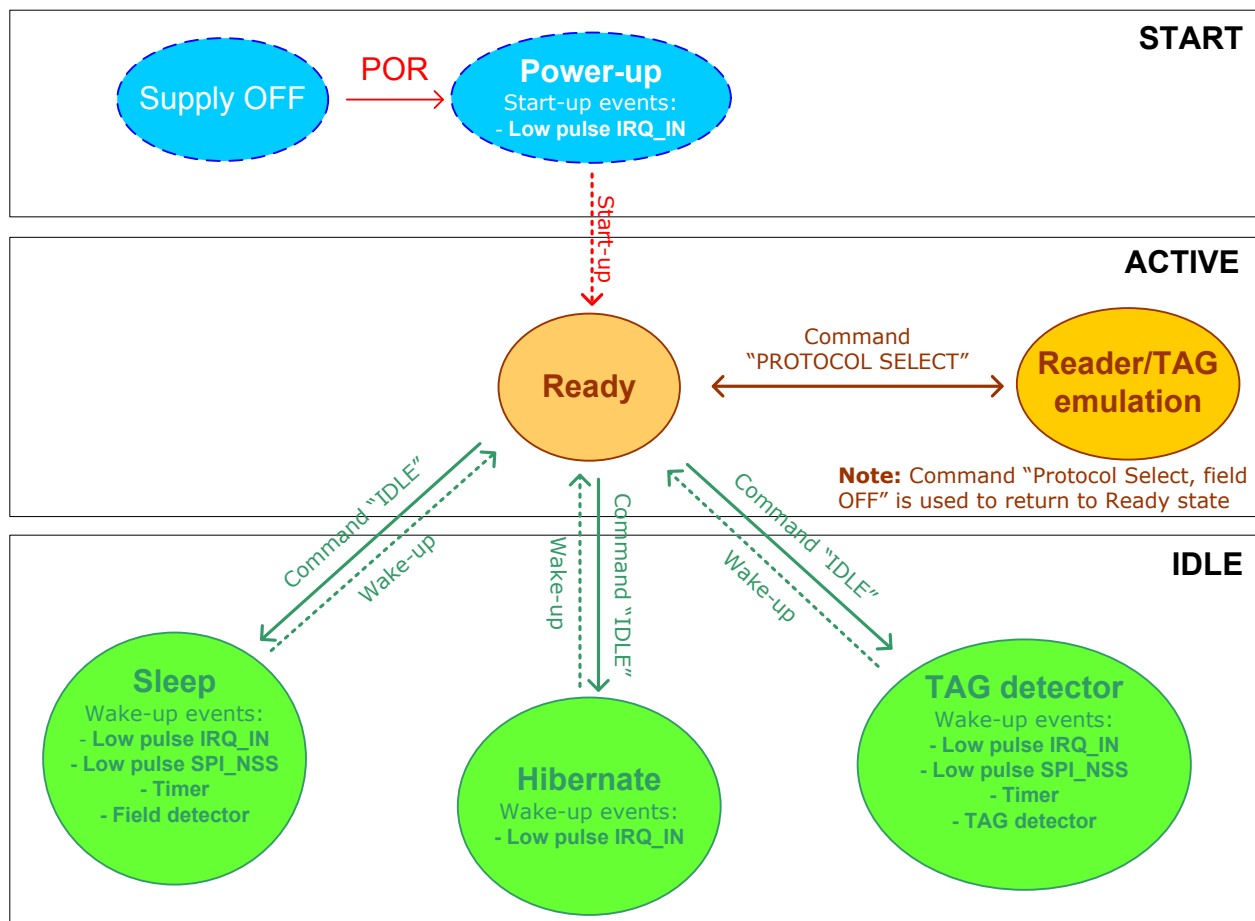 START
Supply OFF
POR
Power-up
Start-up events:
- Low pulse IRQ_IN
Start-up
ACTIVE
Ready
Command
“PROTOCOL SELECT”
Reader/TAG
emulation
Note: Command “Protocol Select, field
OFF” is used to return to Ready state
Command “IDLE”
Wake-up
Wake-up
Command “IDLE”
Command “IDLE”
Wake-up
IDLE
Sleep
Wake-up events:
- Low pulse IRQ_IN
- Low pulse SPI_NSS
- Timer
- Field detector
Hibernate
Wake-up events:
- Low pulse IRQ_IN
TAG detector
Wake-up events:
- Low pulse IRQ_IN
- Low pulse SPI_NSS
- Timer
- TAG detector